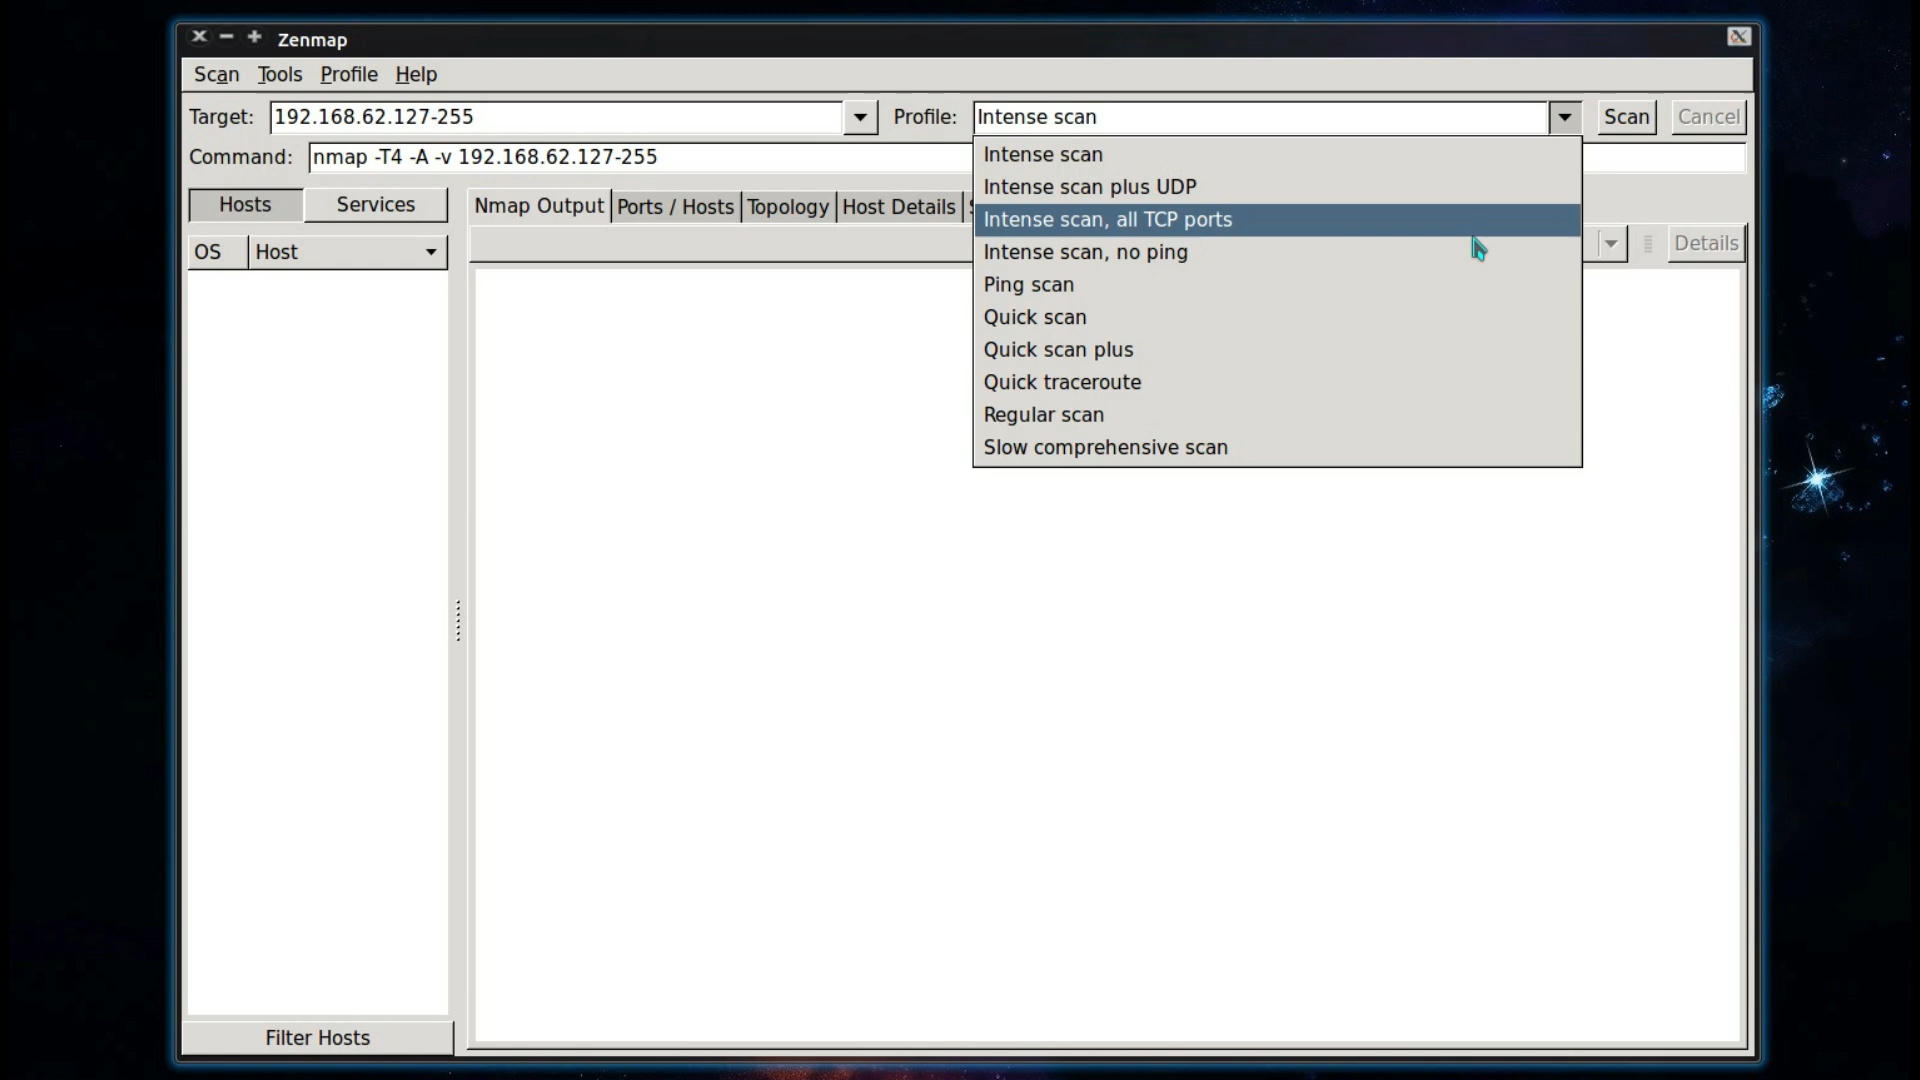 Zenmap
Scan Tools Profile Help
Target: 192.168.62.127-255 Profile: Intense scan Scan Cancel
Command: nmap -T4 -A -v 192.168.62.127-255
Hosts Services
Nmap Output Ports / Hosts Topology Host Details
OS Host
Details
Intense scan
Intense scan plus UDP
Intense scan, all TCP ports
Intense scan, no ping
Ping scan
Quick scan
Quick scan plus
Quick traceroute
Regular scan
Slow comprehensive scan
Filter Hosts